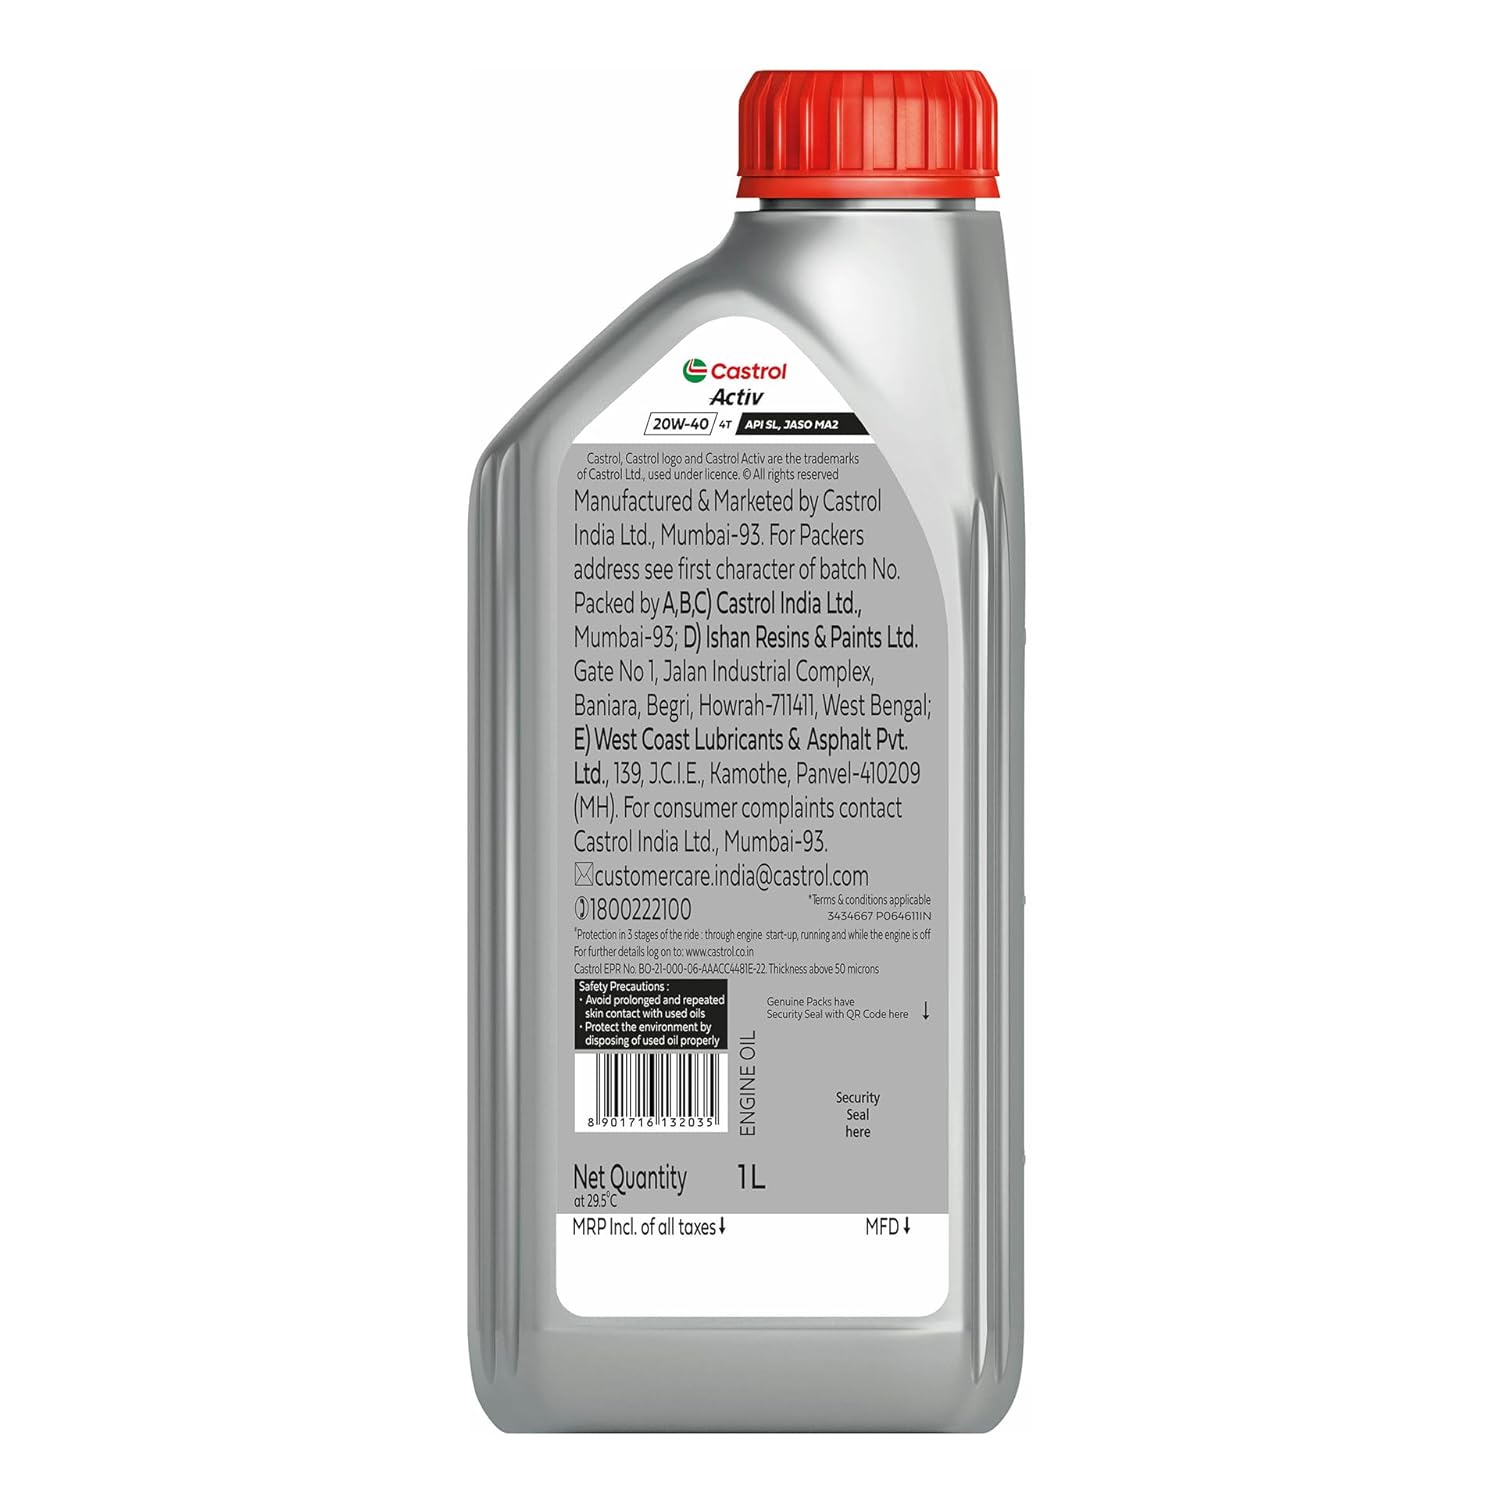 Castrol
Activ
20W-40 4T API SL, JASO MA2
Castrol, Castrol logo and Castrol Activ are the trademarks
of Castrol Ltd., used under licence. © All rights reserved
Manufactured & Marketed by Castrol
India Ltd., Mumbai-93. For Packers
address see first character of batch No.
Packed by A,B,C) Castrol India Ltd.,
Mumbai-93; D) Ishan Resins & Paints Ltd.
Gate No 1, Jalan Industrial Complex,
Baniara, Begri, Howrah-711411, West Bengal;
E) West Coast Lubricants & Asphalt Pvt.
Ltd., 139, J.C.I.E., Kamothe, Panvel-410209
(MH). For consumer complaints contact
Castrol India Ltd., Mumbai-93.
customercare.india@castrol.com
1800222100
*Terms & conditions applicable
3434667 P064611IN
#Protection in 3 stages of the ride : through engine start-up, running and while the engine is off
For further details log on to: www.castrol.co.in
Castrol EPR No. BO-21-000-06-AAACC4481E-22. Thickness above 50 microns
Safety Precautions :
• Avoid prolonged and repeated
skin contact with used oils
• Protect the environment by
disposing of used oil properly
Genuine Packs have
Security Seal with QR Code here ↓
ENGINE OIL
Security
Seal
here
8 901716 132035
Net Quantity 1 L
at 29.5°C
MRP Incl. of all taxes↓ MFD↓